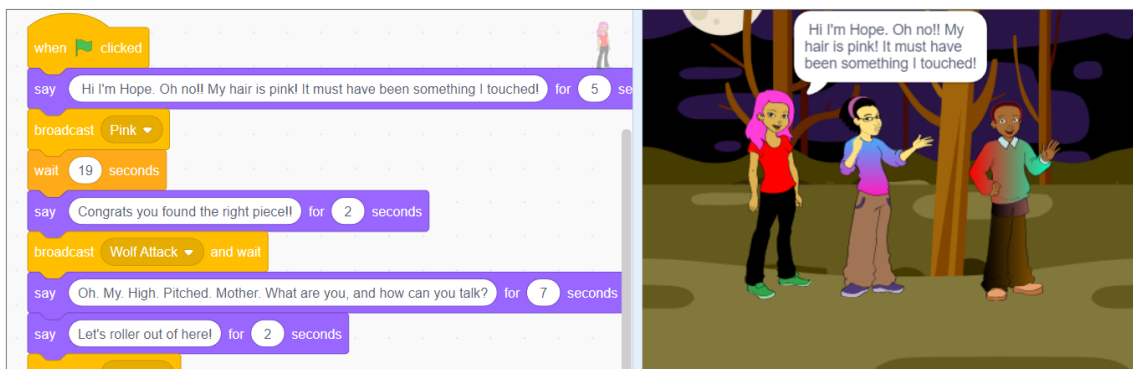 when clicked
say Hi I'm Hope. Oh no!! My hair is pink! It must have been something I touched! for 5 se
broadcast Pink
wait 19 seconds
say Congrats you found the right piece!! for 2 seconds
broadcast Wolf Attack and wait
say Oh. My. High. Pitched. Mother. What are you, and how can you talk? for 7 seconds
say Let's roller out of here! for 2 seconds
Hi I'm Hope. Oh no!! My
hair is pink! It must have
been something I touched!